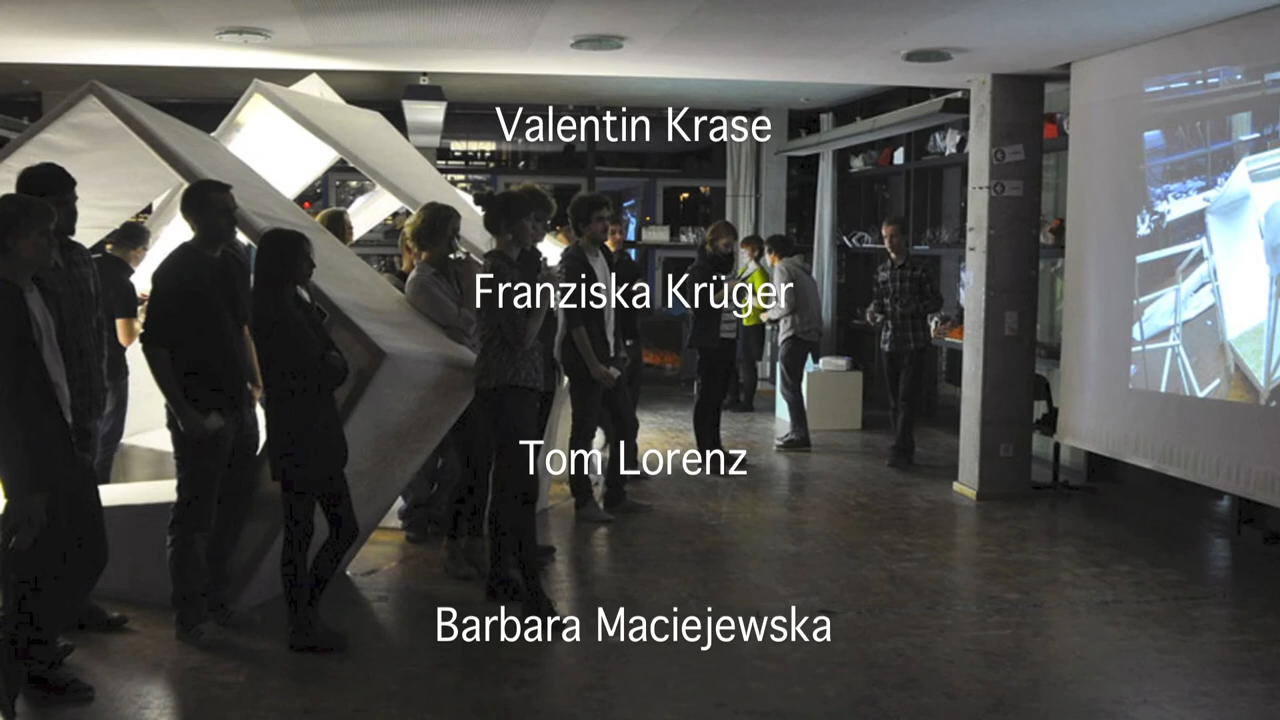 Valentin Krase
Franziska Krüger
Tom Lorenz
Barbara Maciejewska